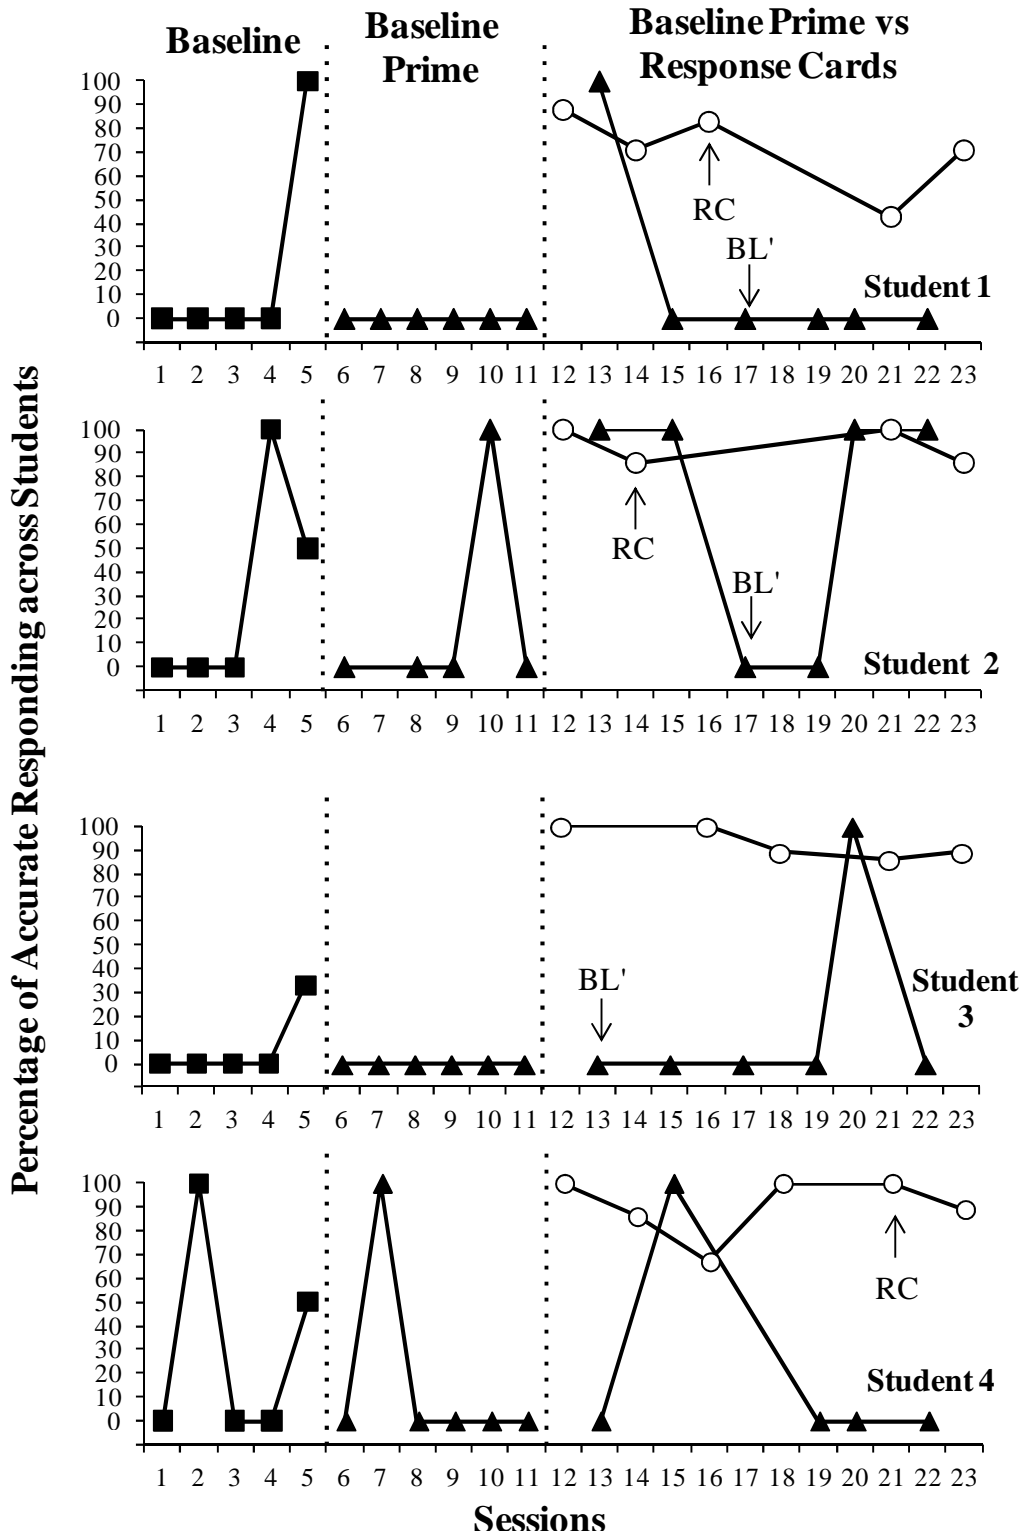 Baseline
Baseline
Prime
Baseline Prime vs
Response Cards
Percentage of Accurate Responding across Students
100
90
80
70
60
50
40
30
20
10
0
RC
BL'
Student 1
1 2 3 4 5 6 7 8 9 10 11 12 13 14 15 16 17 18 19 20 21 22 23
100
90
80
70
60
50
40
30
20
10
0
RC
BL'
Student 2
1 2 3 4 5 6 7 8 9 10 11 12 13 14 15 16 17 18 19 20 21 22 23
100
90
80
70
60
50
40
30
20
10
0
BL'
Student
3
1 2 3 4 5 6 7 8 9 10 11 12 13 14 15 16 17 18 19 20 21 22 23
100
90
80
70
60
50
40
30
20
10
0
RC
Student 4
1 2 3 4 5 6 7 8 9 10 11 12 13 14 15 16 17 18 19 20 21 22 23
Sessions